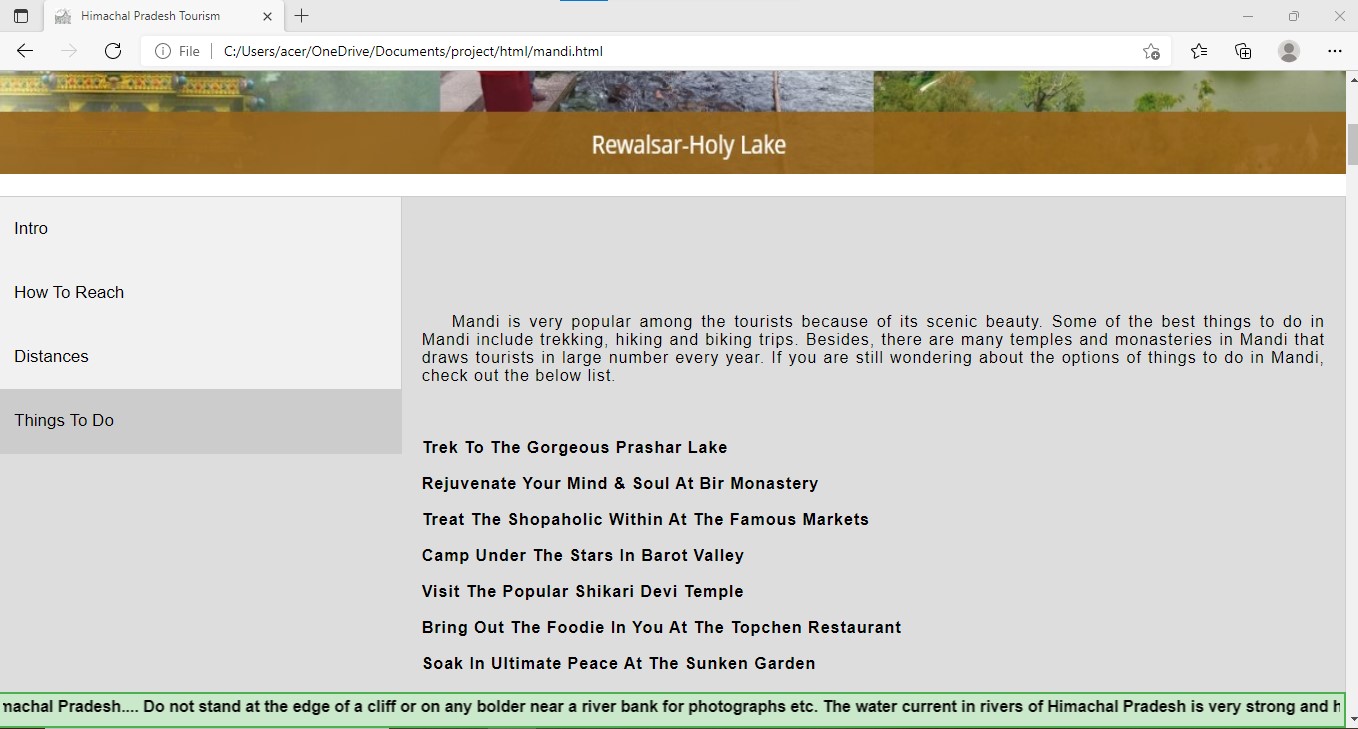 Himachal Pradesh Tourism
File
C:/Users/acer/OneDrive/Documents/project/html/mandi.html
Rewalsar-Holy Lake
Intro
How To Reach
Distances
Things To Do
Mandi is very popular among the tourists because of its scenic beauty. Some of the best things to do in
Mandi include trekking, hiking and biking trips. Besides, there are many temples and monasteries in Mandi that
draws tourists in large number every year. If you are still wondering about the options of things to do in Mandi,
check out the below list.
Trek To The Gorgeous Prashar Lake
Rejuvenate Your Mind & Soul At Bir Monastery
Treat The Shopaholic Within At The Famous Markets
Camp Under The Stars In Barot Valley
Visit The Popular Shikari Devi Temple
Bring Out The Foodie In You At The Topchen Restaurant
Soak In Ultimate Peace At The Sunken Garden
machal Pradesh.... Do not stand at the edge of a cliff or on any bolder near a river bank for photographs etc. The water current in rivers of Himachal Pradesh is very strong and